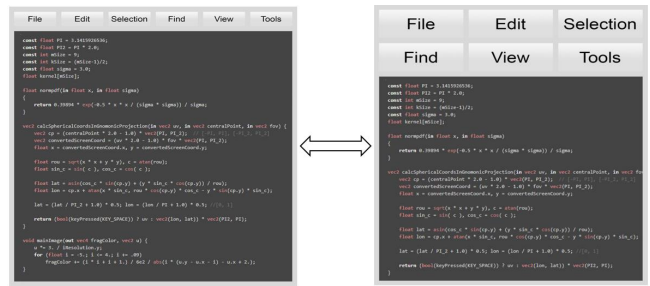 File Edit Selection Find View Tools
const float PI = 3.1415926536;
const float PI2 = PI * 2.0;
const int mSize = 9;
const int kSize = (mSize-1)/2;
const float sigma = 3.0;
float kernel[mSize];
float normpdf(in float x, in float sigma)
{
return 0.39894 * exp(-0.5 * x * x / (sigma * sigma)) / sigma;
}
vec2 calcSphericalCoordsInGnomonicProjection(in vec2 uv, in vec2 centralPoint, in vec2 fov) {
vec2 cp = (centralPoint * 2.0 - 1.0) * vec2(PI, PI_2);
vec2 convertedScreenCoord = (uv * 2.0 - 1.0) * fov * vec2(PI, PI_2);
float x = convertedScreenCoord.x, y = convertedScreenCoord.y;
float rou = sqrt(x * x + y * y), c = atan(rou);
float sin_c = sin( c ), cos_c = cos( c );
float lat = asin(cos_c * sin(cp.y) + (y * sin_c * cos(cp.y)) / rou);
float lon = cp.x + atan(x * sin_c, rou * cos(cp.y) * cos_c - y * sin(cp.y) * sin_c);
lat = (lat / PI_2 + 1.0) * 0.5; lon = (lon / PI + 1.0) * 0.5; //[0, 1]
return (bool(keyPressed(KEY_SPACE)) ? uv : vec2(lon, lat)) * vec2(PI2, PI);
}
void mainImage(out vec4 fragColor, vec2 u) {
u *= 3. / iResolution.y;
for (float i = -5.; i <= 4.; i += .09)
fragColor += (i * i + i + 1.) / 6e2 / abs(i * (u.y - u.x - i) - u.x + 2.);
}
File Edit Selection
Find View Tools
const float PI = 3.1415926536;
const float PI2 = PI * 2.0;
const int mSize = 9;
const int kSize = (mSize-1)/2;
const float sigma = 3.0;
float kernel[mSize];
float normpdf(in float x, in float sigma)
{
return 0.39894 * exp(-0.5 * x * x / (sigma * sigma)) / sigma;
}
vec2 calcSphericalCoordsInGnomonicProjection(in vec2 uv, in vec2 centralPoint, in vec2 fo
vec2 cp = (centralPoint * 2.0 - 1.0) * vec2(PI, PI_2);
vec2 convertedScreenCoord = (uv * 2.0 - 1.0) * fov * vec2(PI, PI_2);
float x = convertedScreenCoord.x, y = convertedScreenCoord.y;
float rou = sqrt(x * x + y * y), c = atan(rou);
float sin_c = sin( c ), cos_c = cos( c );
float lat = asin(cos_c * sin(cp.y) + (y * sin_c * cos(cp.y)) / rou);
float lon = cp.x + atan(x * sin_c, rou * cos(cp.y) * cos_c - y * sin(cp.y) * sin_c);
lat = (lat / PI_2 + 1.0) * 0.5; lon = (lon / PI + 1.0) * 0.5; //[0, 1]
return (bool(keyPressed(KEY_SPACE)) ? uv : vec2(lon, lat)) * vec2(PI2, PI);
}